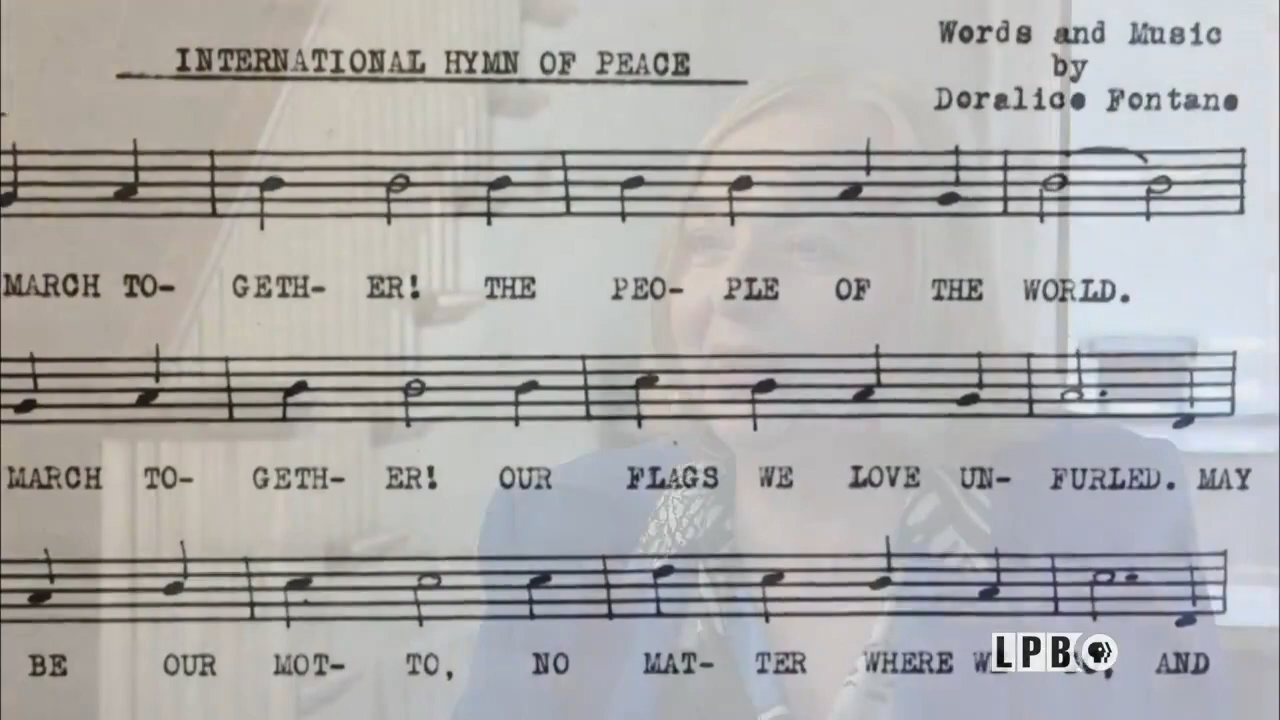 INTERNATIONAL HYMN OF PEACE
Words and Music
by
Doralice Fontane
MARCH TO- GETH- ER! THE PEO- PLE OF THE WORLD.
MARCH TO- GETH- ER! OUR FLAGS WE LOVE UN- FURLED. MAY
BE OUR MOT- TO, NO MAT- TER WHERE AND
LPB